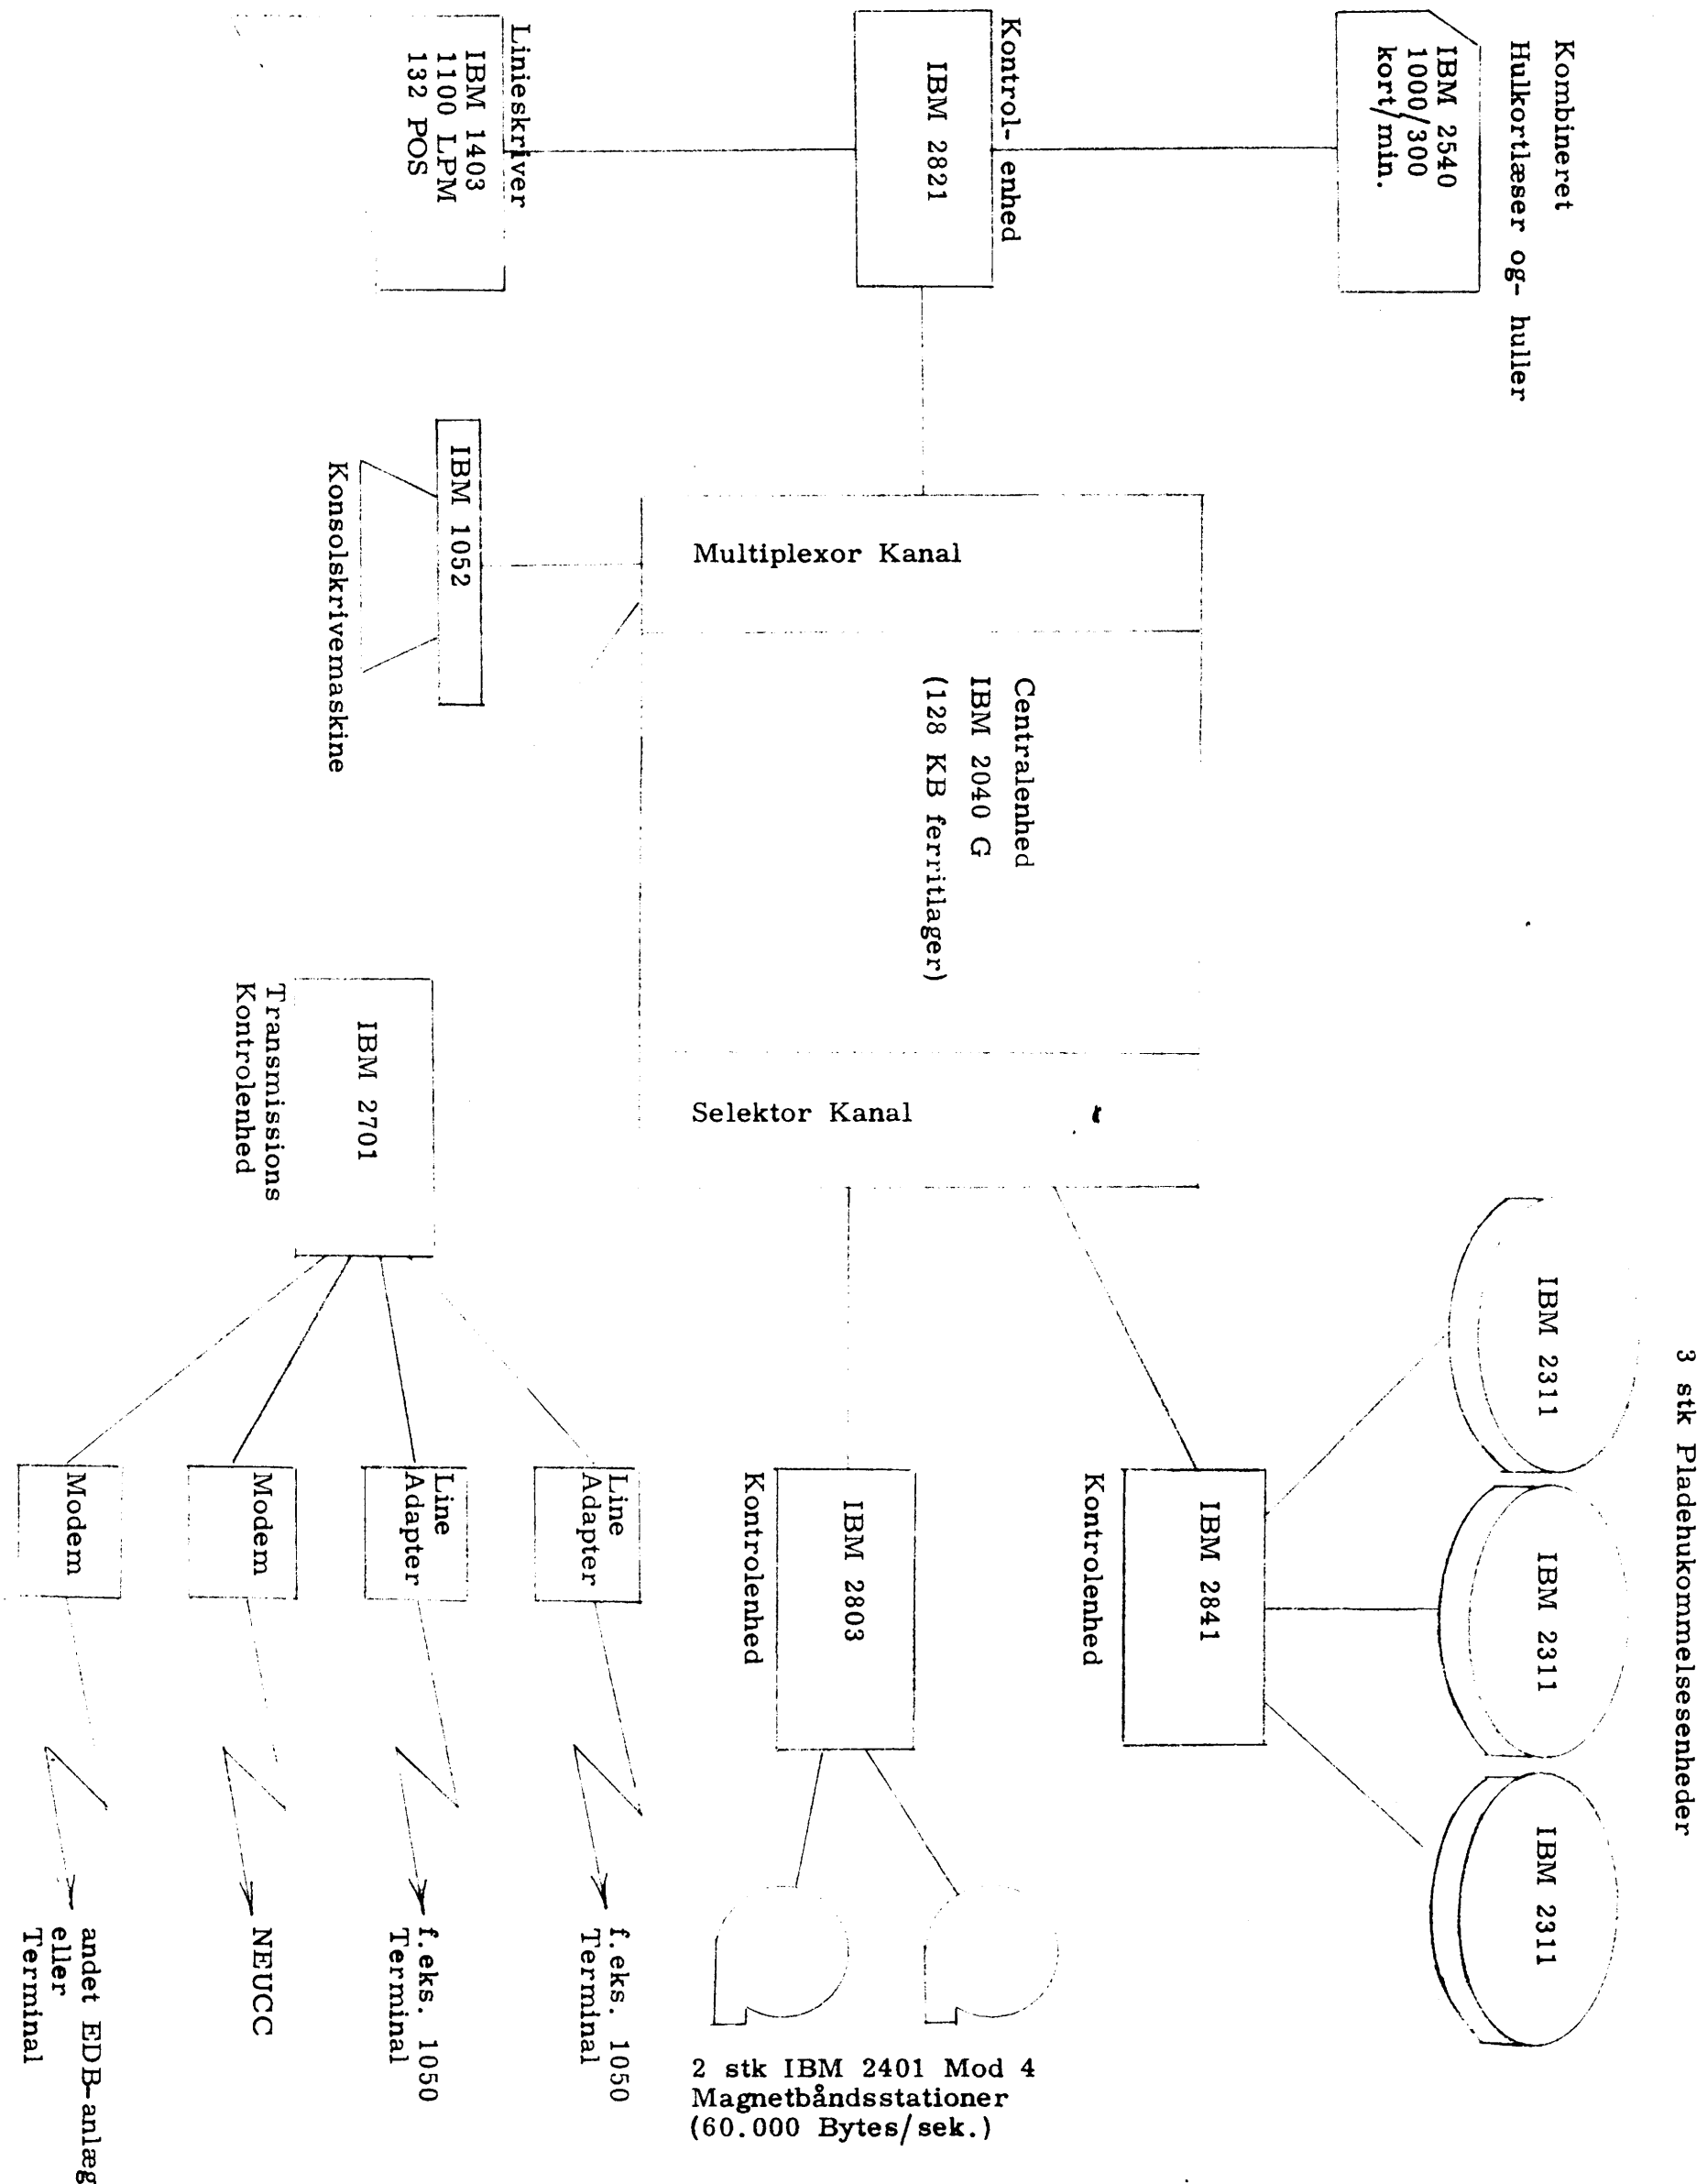 Kombineret
Hulkortlæser og- huller
IBM 2540
1000/300
kort/min.
Kontrol- enhed
IBM 2821
Linieskriver
IBM 1403
1100 LPM
132 POS
IBM 1052
Konsolskrivemaskine
Multiplexor Kanal
Centralenhed
IBM 2040 G
(128 KB ferritlager)
Selektor Kanal
3 stk Pladehukommelsesenheder
IBM 2311
IBM 2311
IBM 2311
IBM 2841
Kontrolenhed
IBM 2803
Kontrolenhed
2 stk IBM 2401 Mod 4
Magnetbåndsstationer
(60.000 Bytes/sek.)
IBM 2701
Transmissions
Kontrolenhed
Line
Adapter
f.eks. 1050
Terminal
Line
Adapter
f.eks. 1050
Terminal
Modem
NEUCC
Modem
andet EDB-anlæg
eller
Terminal